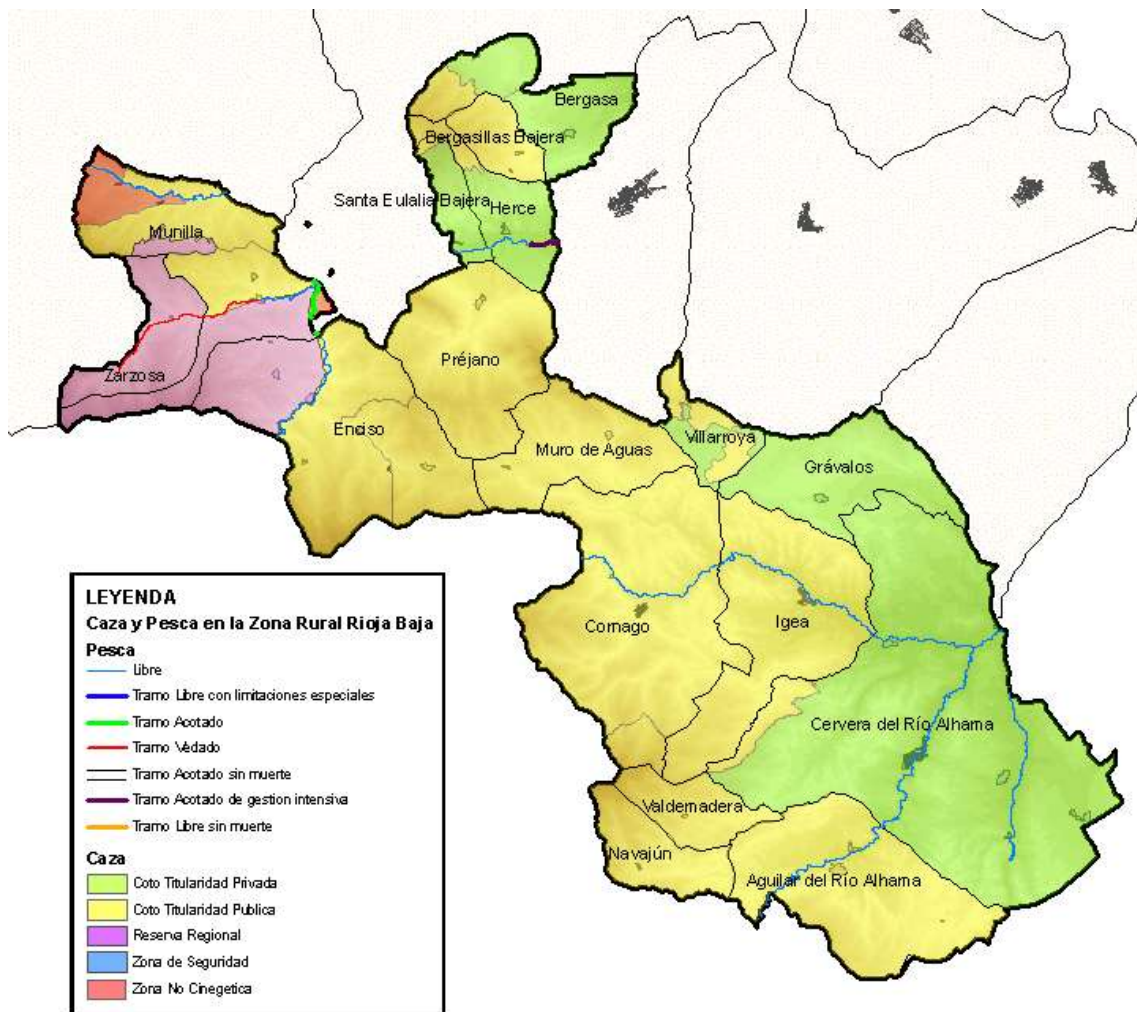 Bergasa
Bergasillas Bajera
Santa Eulalia Bajera
Herce
Munilla
Préjano
Zarzosa
Enciso
Muro de Aguas
Villarroya
Grávalos
Cornago
Igea
Cervera del Río Alhama
Valdemadera
Navajún
Aguilar del Río Alhama
LEYENDA
Caza y Pesca en la Zona Rural Rioja Baja
Pesca
Libre
Tramo Libre con limitaciones especiales
Tramo Acotado
Tramo Vedado
Tramo Acotado sin muerte
Tramo Acotado de gestion intensiva
Tramo Libre sin muerte
Caza
Coto Titularidad Privada
Coto Titularidad Publica
Reserva Regional
Zona de Seguridad
Zona No Cinegetica